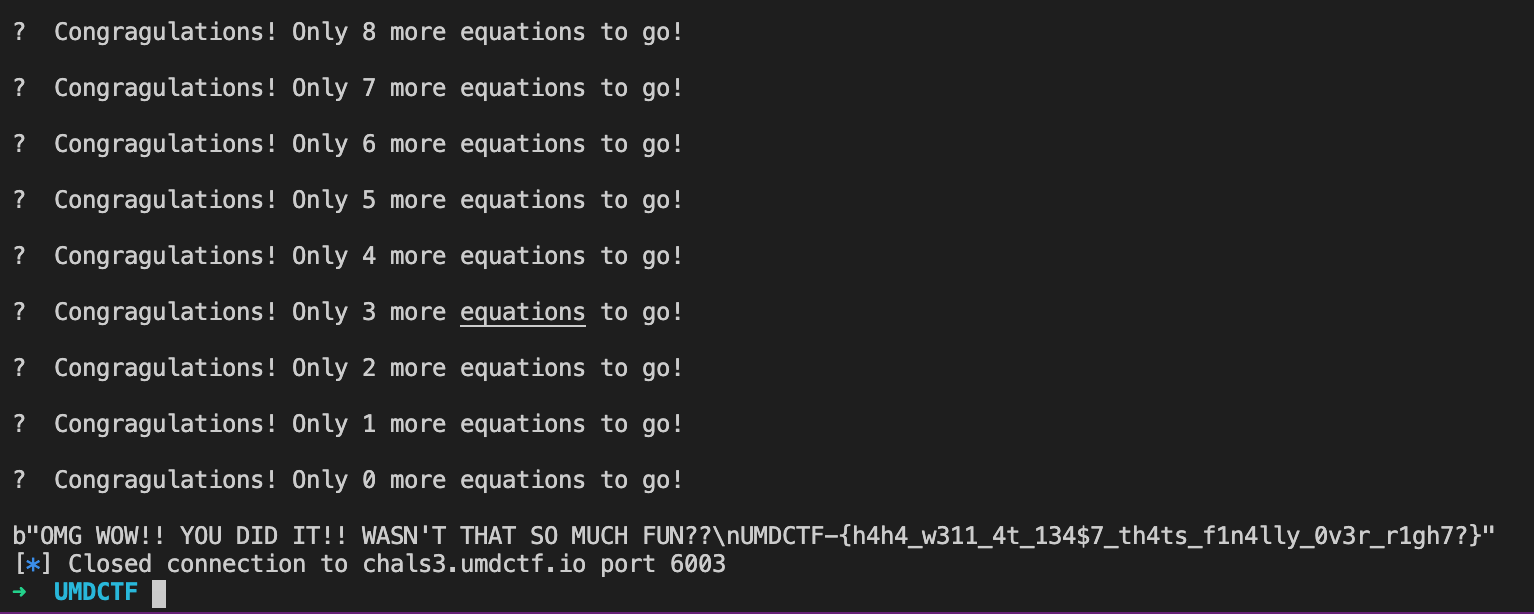 ?  Congragulations! Only 8 more equations to go!
?  Congragulations! Only 7 more equations to go!
?  Congragulations! Only 6 more equations to go!
?  Congragulations! Only 5 more equations to go!
?  Congragulations! Only 4 more equations to go!
?  Congragulations! Only 3 more equations to go!
?  Congragulations! Only 2 more equations to go!
?  Congragulations! Only 1 more equations to go!
?  Congragulations! Only 0 more equations to go!
b"OMG WOW!! YOU DID IT!! WASN'T THAT SO MUCH FUN??\nUMDCTF-{h4h4_w311_4t_134$7_th4ts_f1n4lly_0v3r_r1gh7?}"
[*] Closed connection to chals3.umdctf.io port 6003
→  UMDCTF